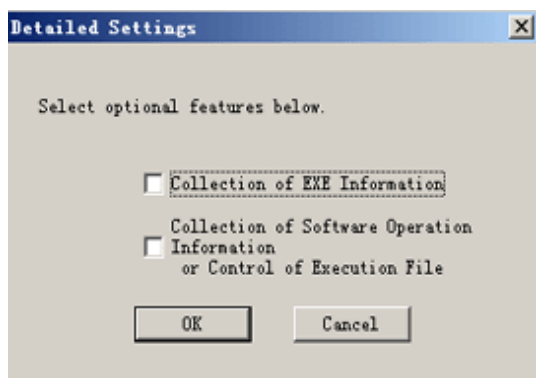 Detailed Settings
Select optional features below.
Collection of EXE Information
Collection of Software Operation
Information
or Control of Execution File
OK
Cancel